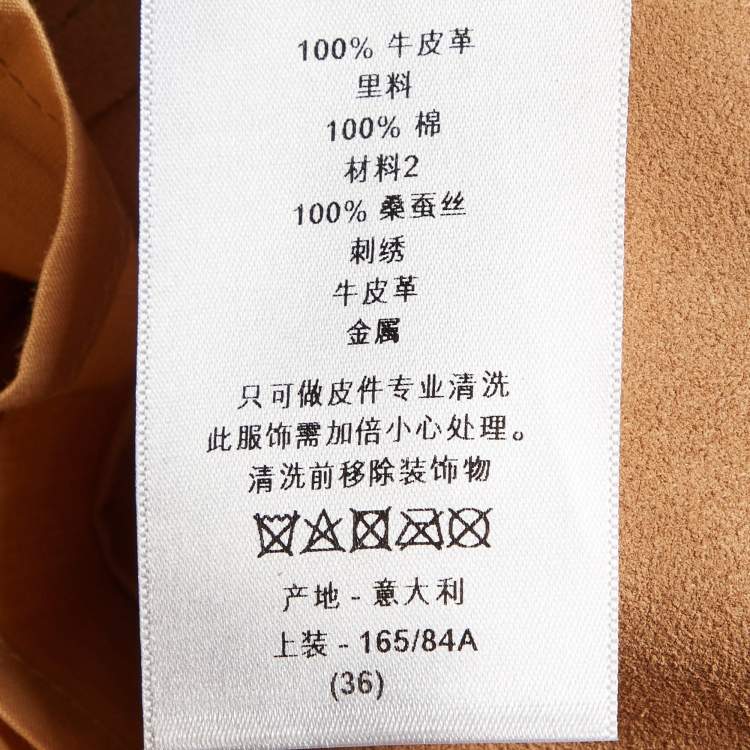 100% 牛皮革
里料
100% 棉
材料2
100% 桑蚕丝
刺绣
牛皮革
金属
只可做皮件专业清洗
此服饰需加倍小心处理。
清洗前移除装饰物
产地 - 意大利
上装 - 165/84A
(36)